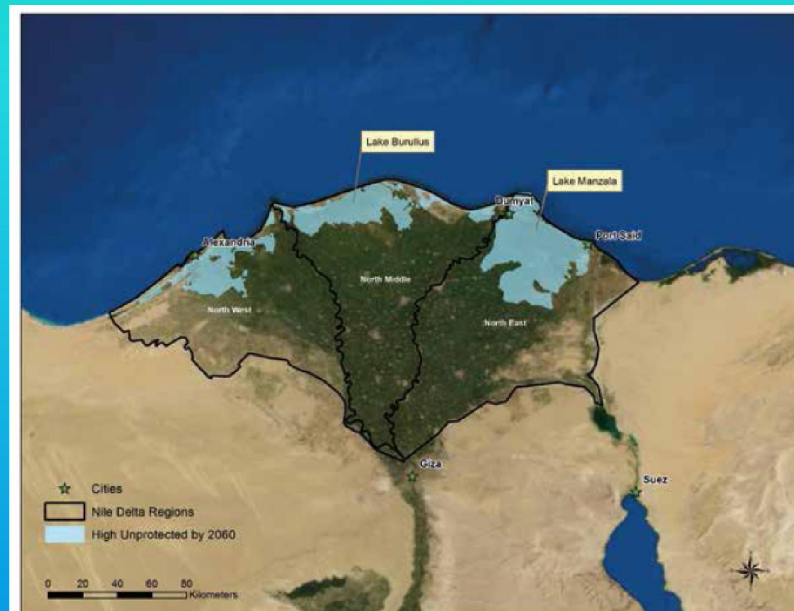 Lake Burullus
Lake Manzala
Dumyat
Port Said
Alexandria
North Middle
North West
North East
Giza
Suez
Cities
Nile Delta Regions
High Unprotected by 2060
0 20 40 60 80
Kilometers